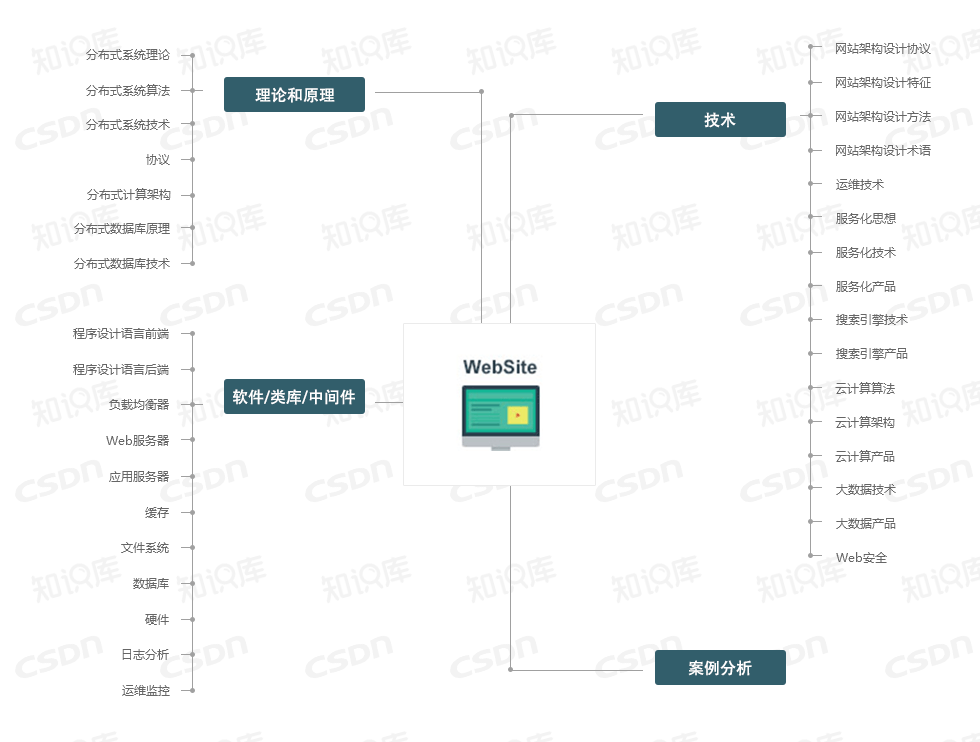 理论和原理
分布式系统理论
分布式系统算法
分布式系统技术
协议
分布式计算架构
分布式数据库原理
分布式数据库技术
软件/类库/中间件
程序设计语言前端
程序设计语言后端
负载均衡器
Web服务器
应用服务器
缓存
文件系统
数据库
硬件
日志分析
运维监控
WebSite
技术
网站架构设计协议
网站架构设计特征
网站架构设计方法
网站架构设计术语
运维技术
服务化思想
服务化技术
服务化产品
搜索引擎技术
搜索引擎产品
云计算算法
云计算架构
云计算产品
大数据技术
大数据产品
Web安全
案例分析
知识库
CSDN